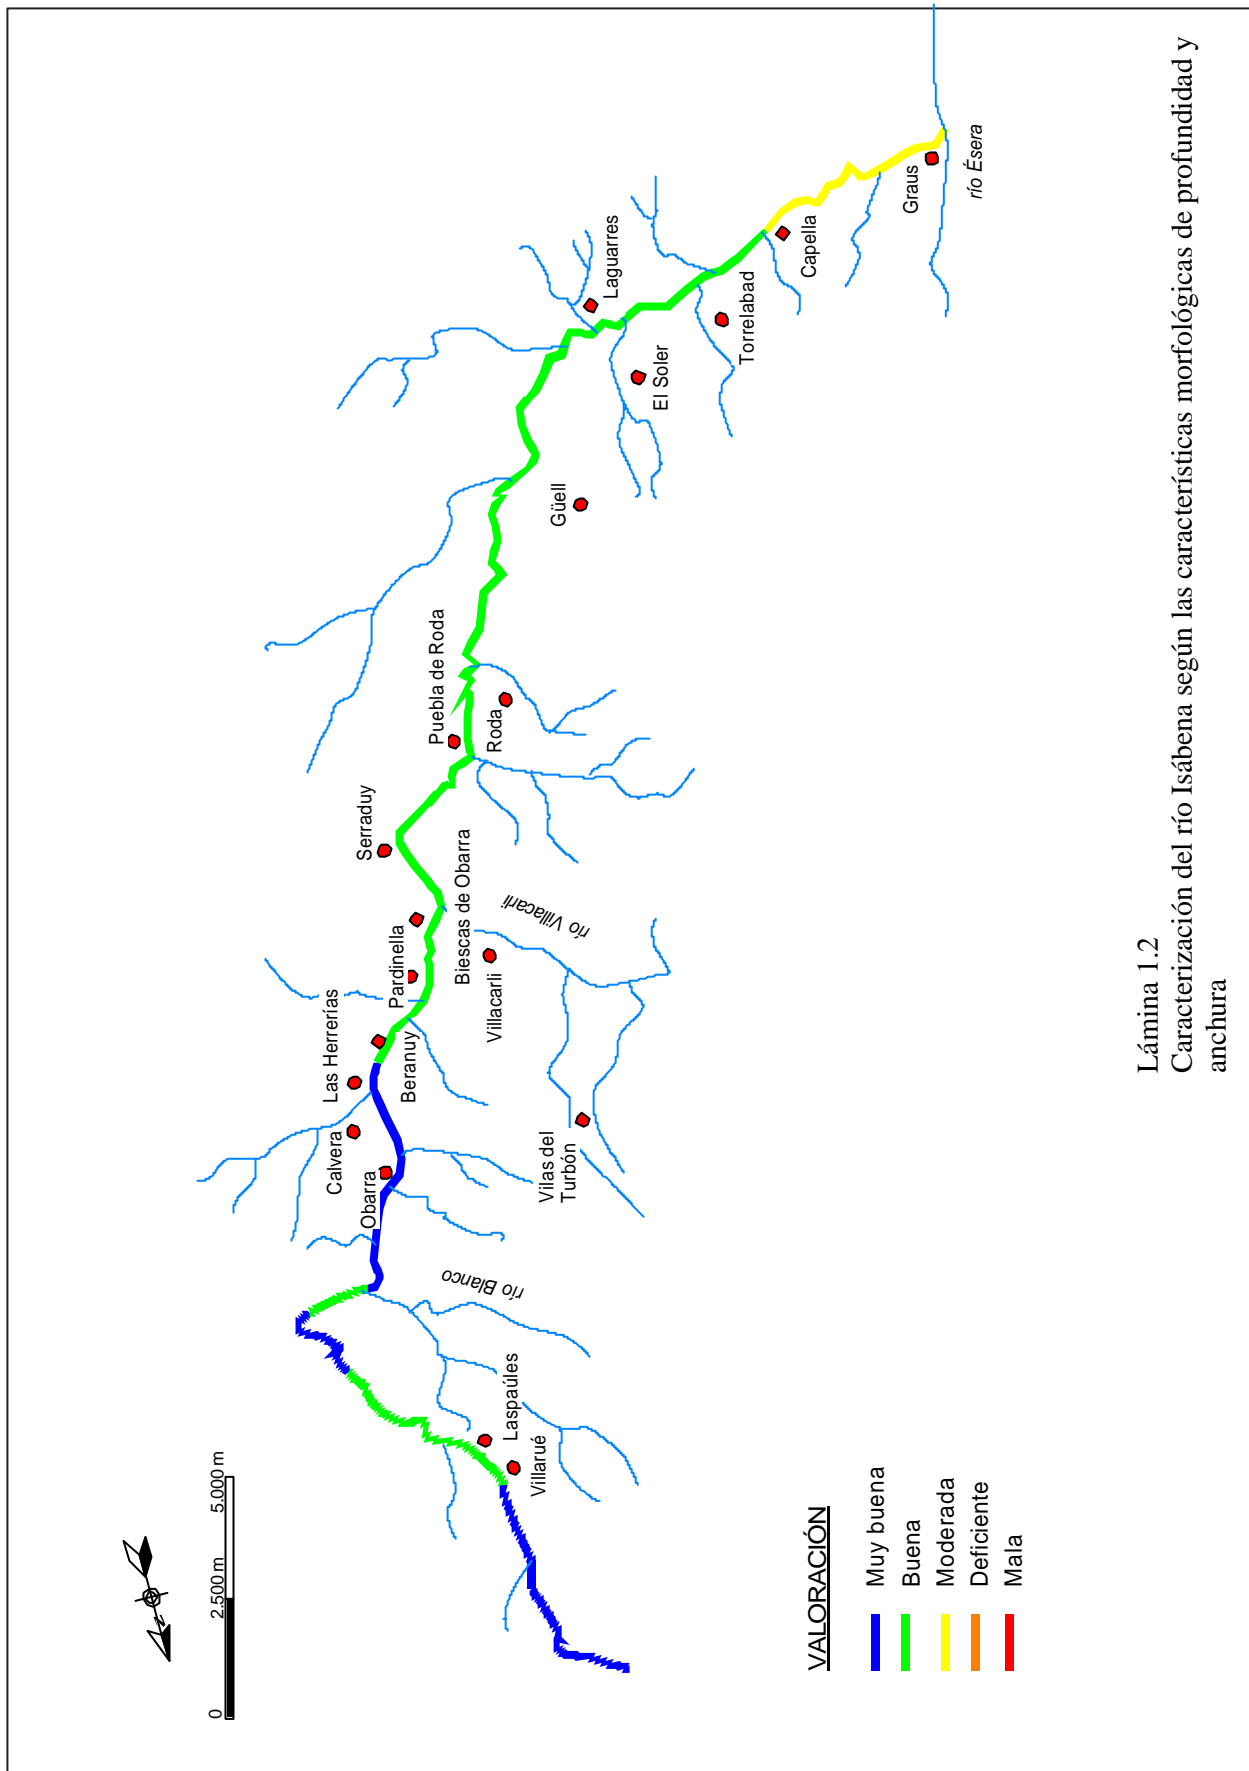 0
2.500 m
5.000 m
Villarué
Laspaúles
río Blanco
Obarra
Calvera
Las Herrerías
Beranuy
Vilas del
Turbón
Pardinella
Villacarli
Biescas de Obarra
río Villacarli
Serraduy
Puebla de Roda
Roda
Güell
El Soler
Laguarres
Torrelabad
Capella
Graus
río Ésera
VALORACIÓN
Muy buena
Buena
Moderada
Deficiente
Mala
Lámina 1.2
Caracterización del río Isábena según las características morfológicas de profundidad y
anchura